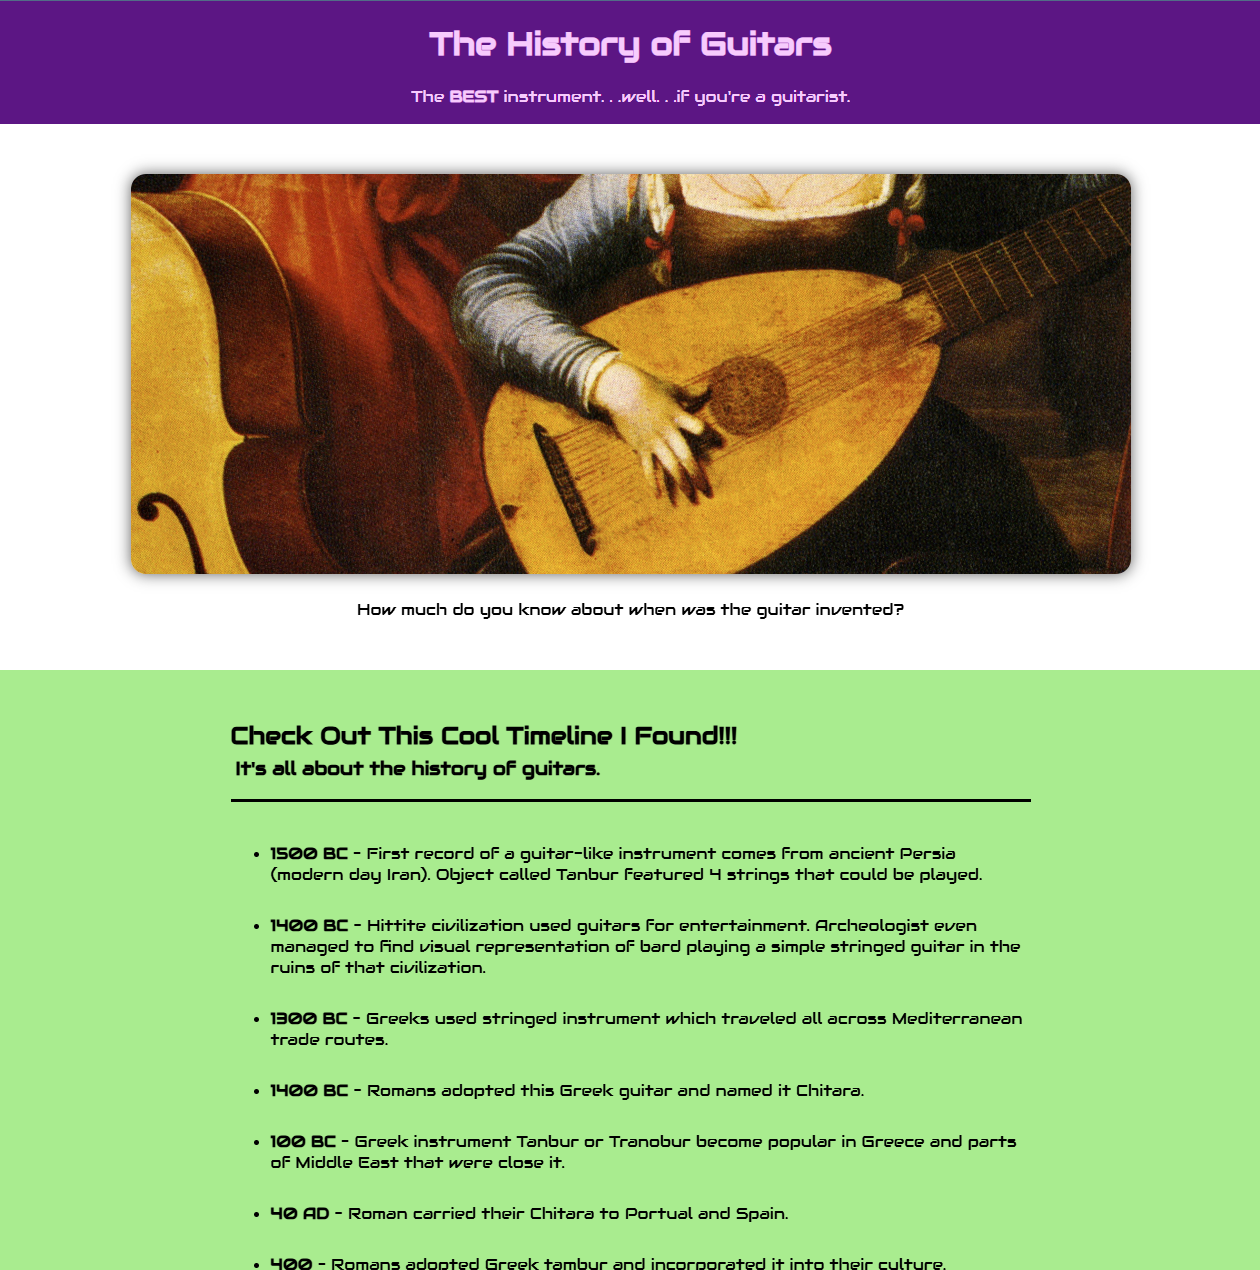 The History of Guitars
The BEST instrument. . .well. . .if you're a guitarist.
How much do you know about when was the guitar invented?
Check Out This Cool Timeline I Found!!!
It's all about the history of guitars.
1500 BC - First record of a guitar-like instrument comes from ancient Persia
(modern day Iran). Object called Tanbur featured 4 strings that could be played.
1400 BC - Hittite civilization used guitars for entertainment. Archeologist even
managed to find visual representation of bard playing a simple stringed guitar in the
ruins of that civilization.
1300 BC - Greeks used stringed instrument which traveled all across Mediterranean
trade routes.
1400 BC - Romans adopted this Greek guitar and named it Chitara.
100 BC - Greek instrument Tanbur or Tranobur become popular in Greece and parts
of Middle East that were close it.
40 AD - Roman carried their Chitara to Portual and Spain.
400 - Romans adopted Greek tambur and incorporated it into their culture.